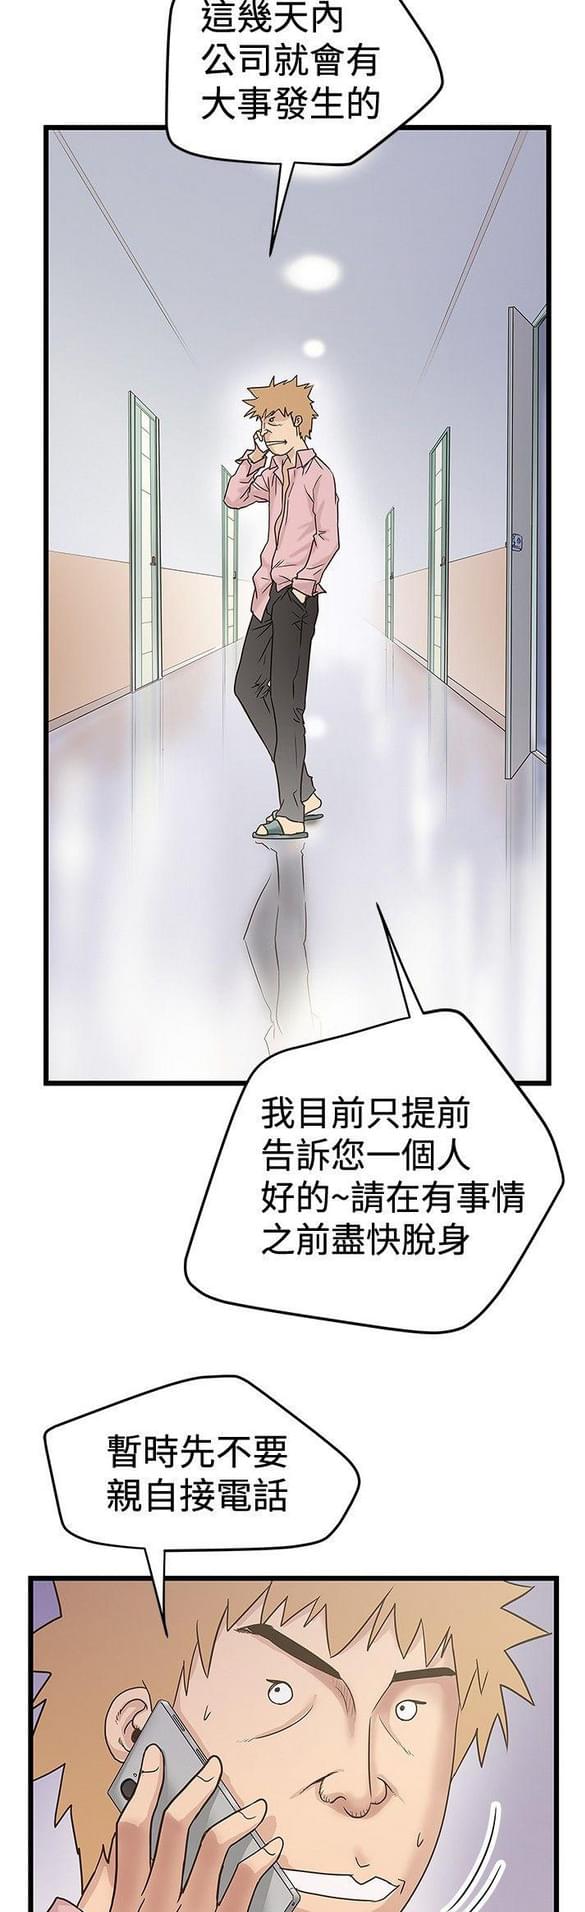 這幾天內
公司就會有
大事發生的
我目前只提前
告訴您一個人
好的~請在有事情
之前盡快脫身
暫時先不要
親自接電話